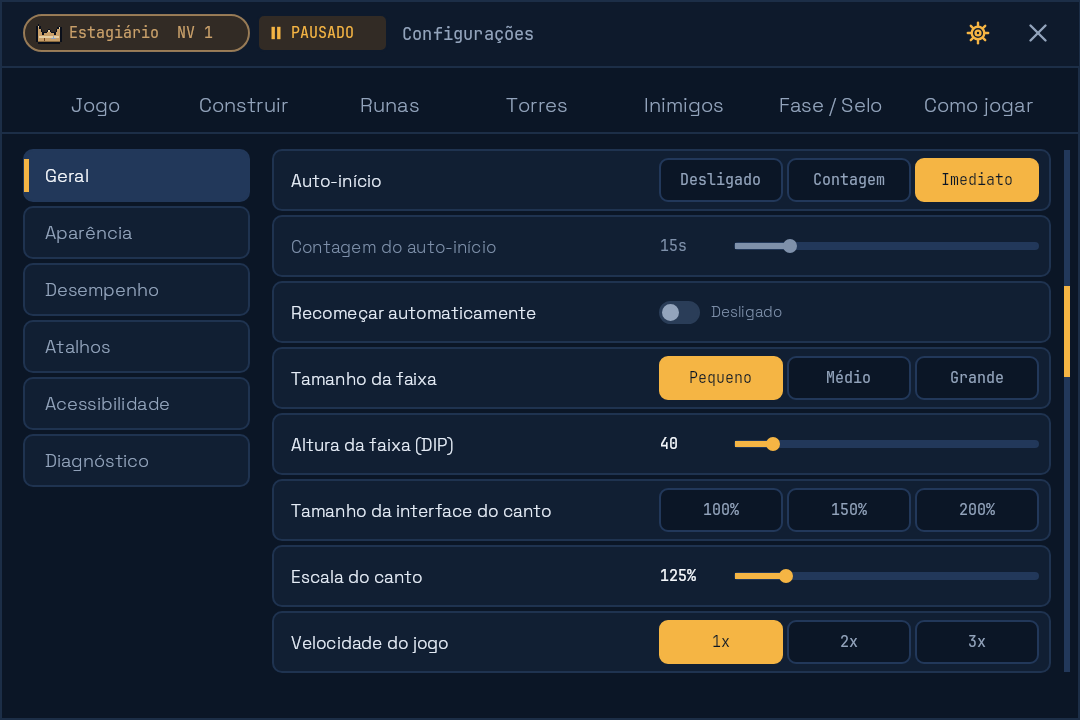 Estagiário NV 1
PAUSADO
Configurações
Jogo
Construir
Runas
Torres
Inimigos
Fase / Selo
Como jogar
Geral
Aparência
Desempenho
Atalhos
Acessibilidade
Diagnóstico
Auto-início
Desligado
Contagem
Imediato
Contagem do auto-início
15s
Recomeçar automaticamente
Desligado
Tamanho da faixa
Pequeno
Médio
Grande
Altura da faixa (DIP)
40
Tamanho da interface do canto
100%
150%
200%
Escala do canto
125%
Velocidade do jogo
1x
2x
3x